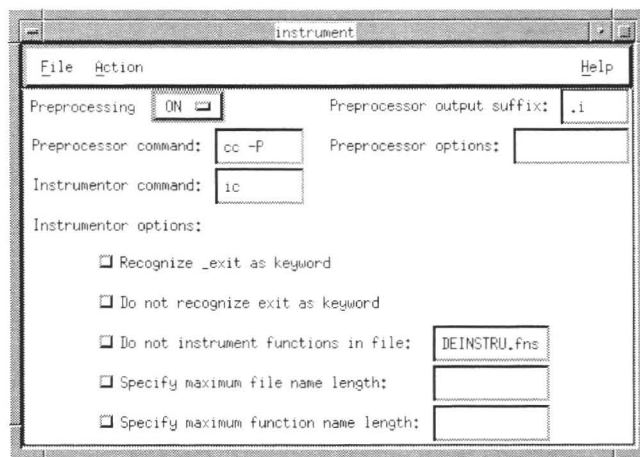 instrument
File Action Help
Preprocessing ON Preprocessor output suffix: .i
Preprocessor command: cc -P Preprocessor options:
Instrumentor command: ic
Instrumentor options:
Recognize _exit as keyword
Do not recognize exit as keyword
Do not instrument functions in file: DEINSTRU.fns
Specify maximum file name length:
Specify maximum function name length: